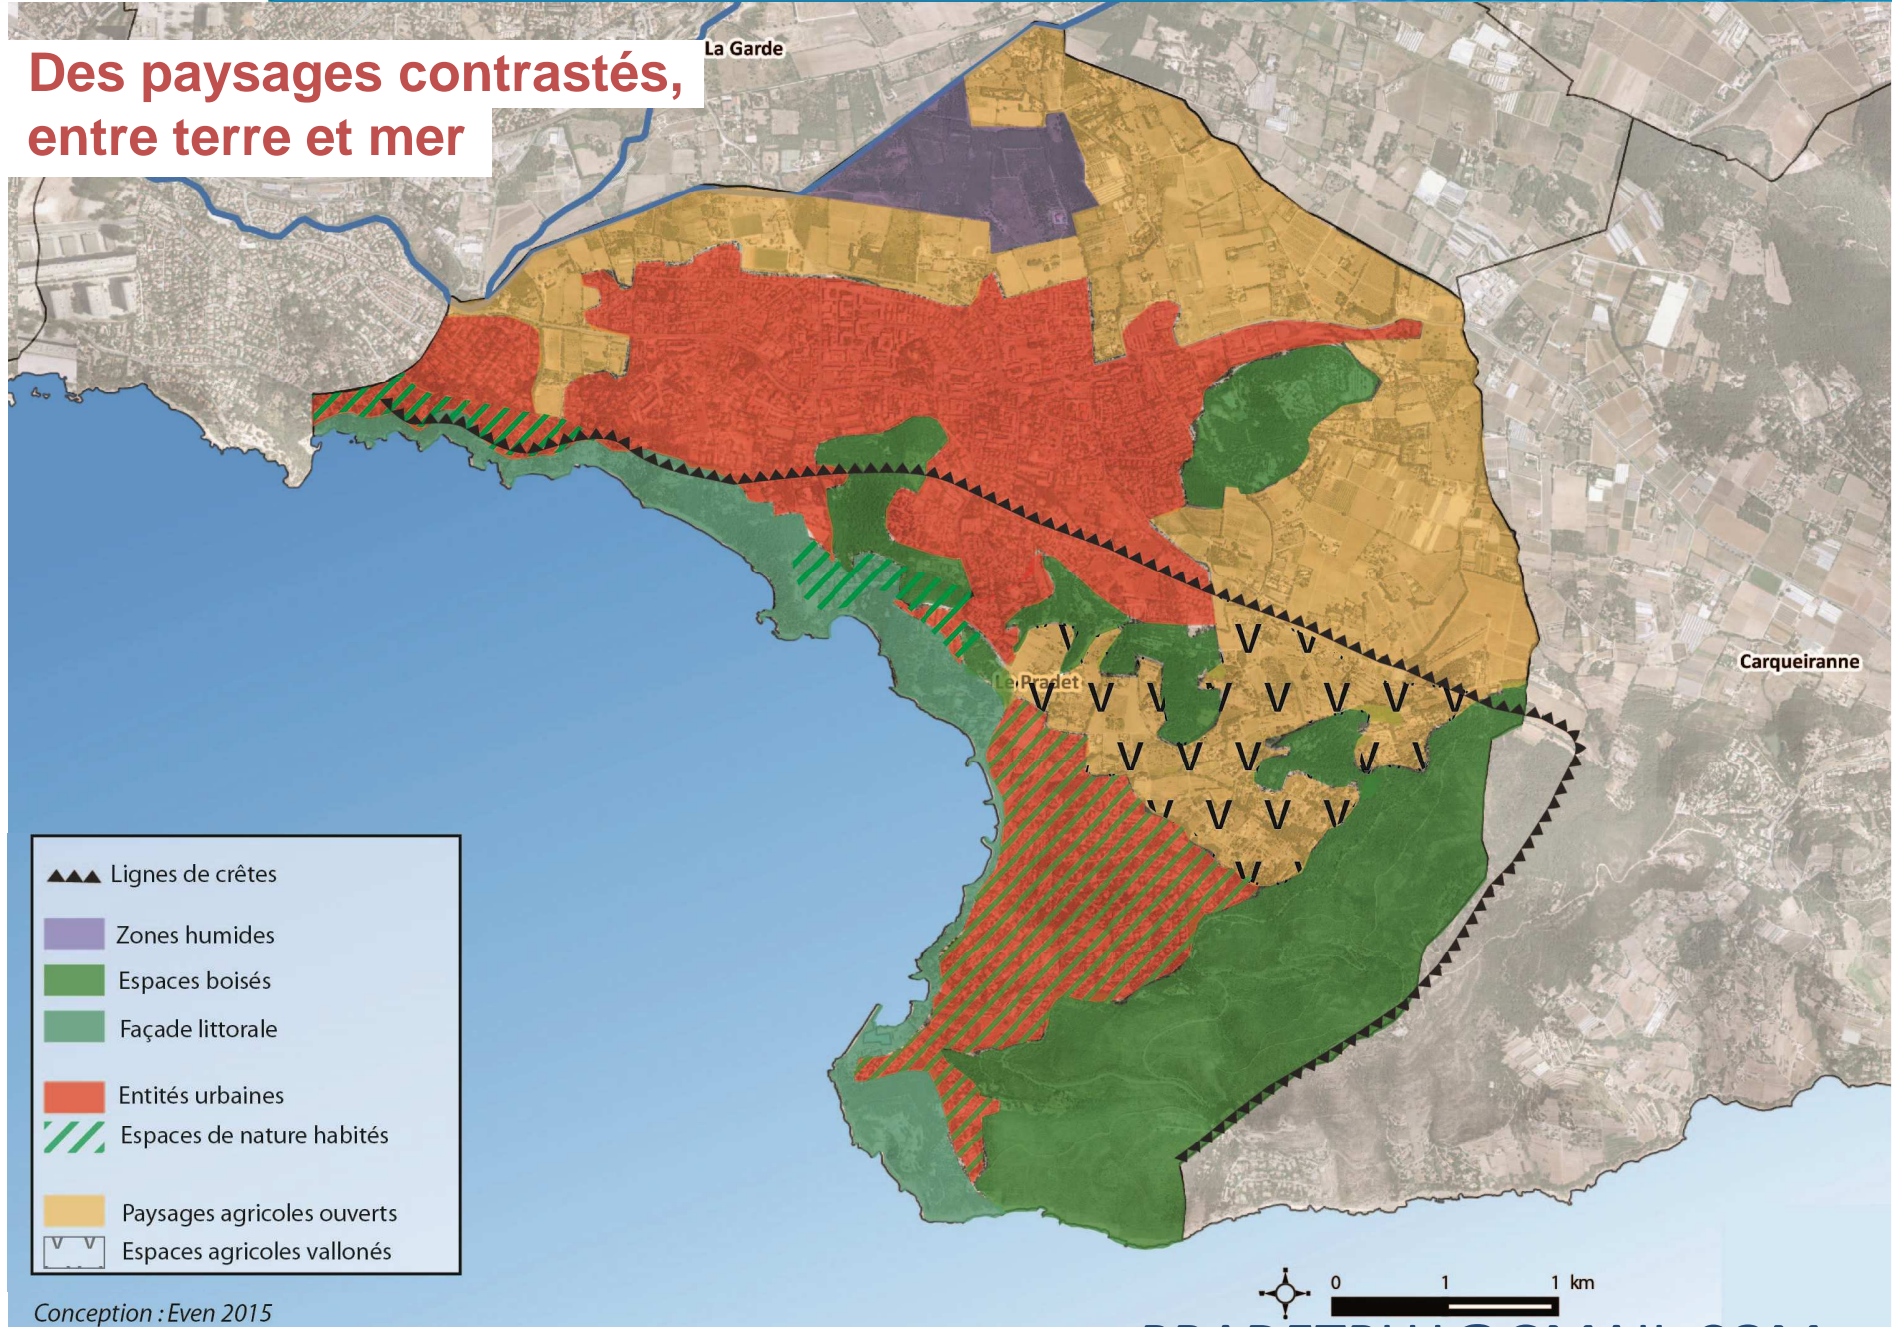 Des paysages contrastés,
entre terre et mer
La Garde
Carqueiranne
Le Pradet
Lignes de crêtes
Zones humides
Espaces boisés
Façade littorale
Entités urbaines
Espaces de nature habités
Paysages agricoles ouverts
V V
Espaces agricoles vallonés
0 1 1 km
Conception : Even 2015